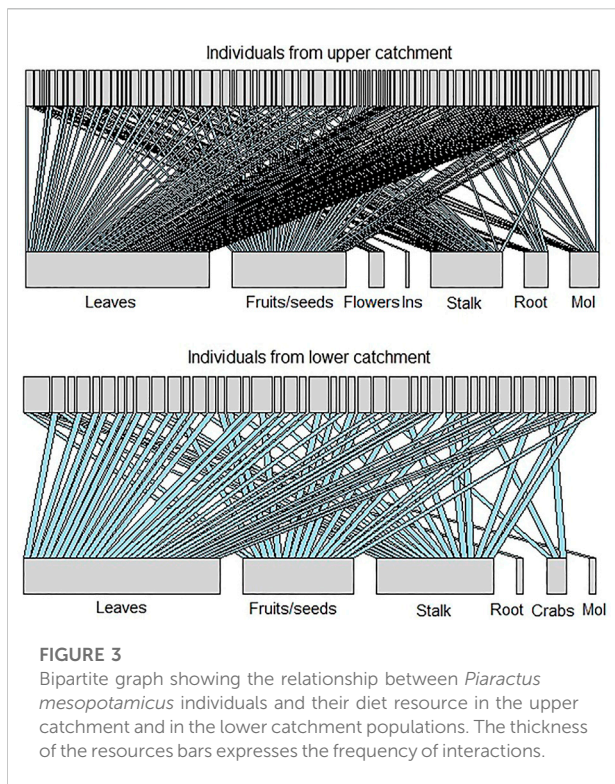 Individuals from upper catchment
Leaves Fruits/seeds Flowers Ins Stalk Root Mol
Individuals from lower catchment
Leaves Fruits/seeds Stalk Root Crabs Mol
FIGURE 3
Bipartite graph showing the relationship between Piaractus
mesopotamicus individuals and their diet resource in the upper
catchment and in the lower catchment populations. The thickness
of the resources bars expresses the frequency of interactions.